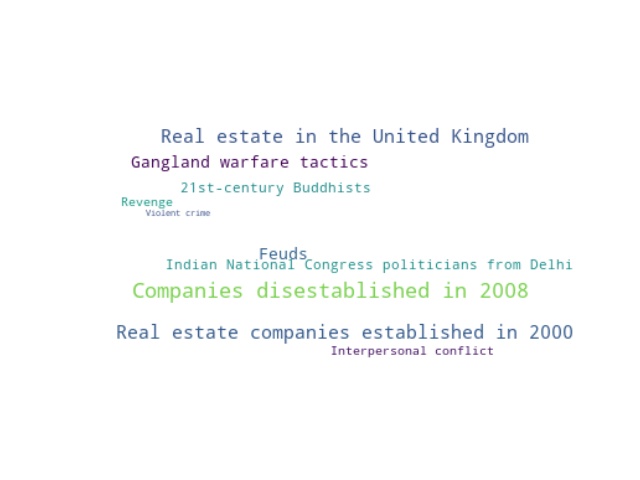 Real estate in the United Kingdom
Gangland warfare tactics
21st-century Buddhists
Revenge
Violent crime
Feuds
Indian National Congress politicians from Delhi
Companies disestablished in 2008
Real estate companies established in 2000
Interpersonal conflict